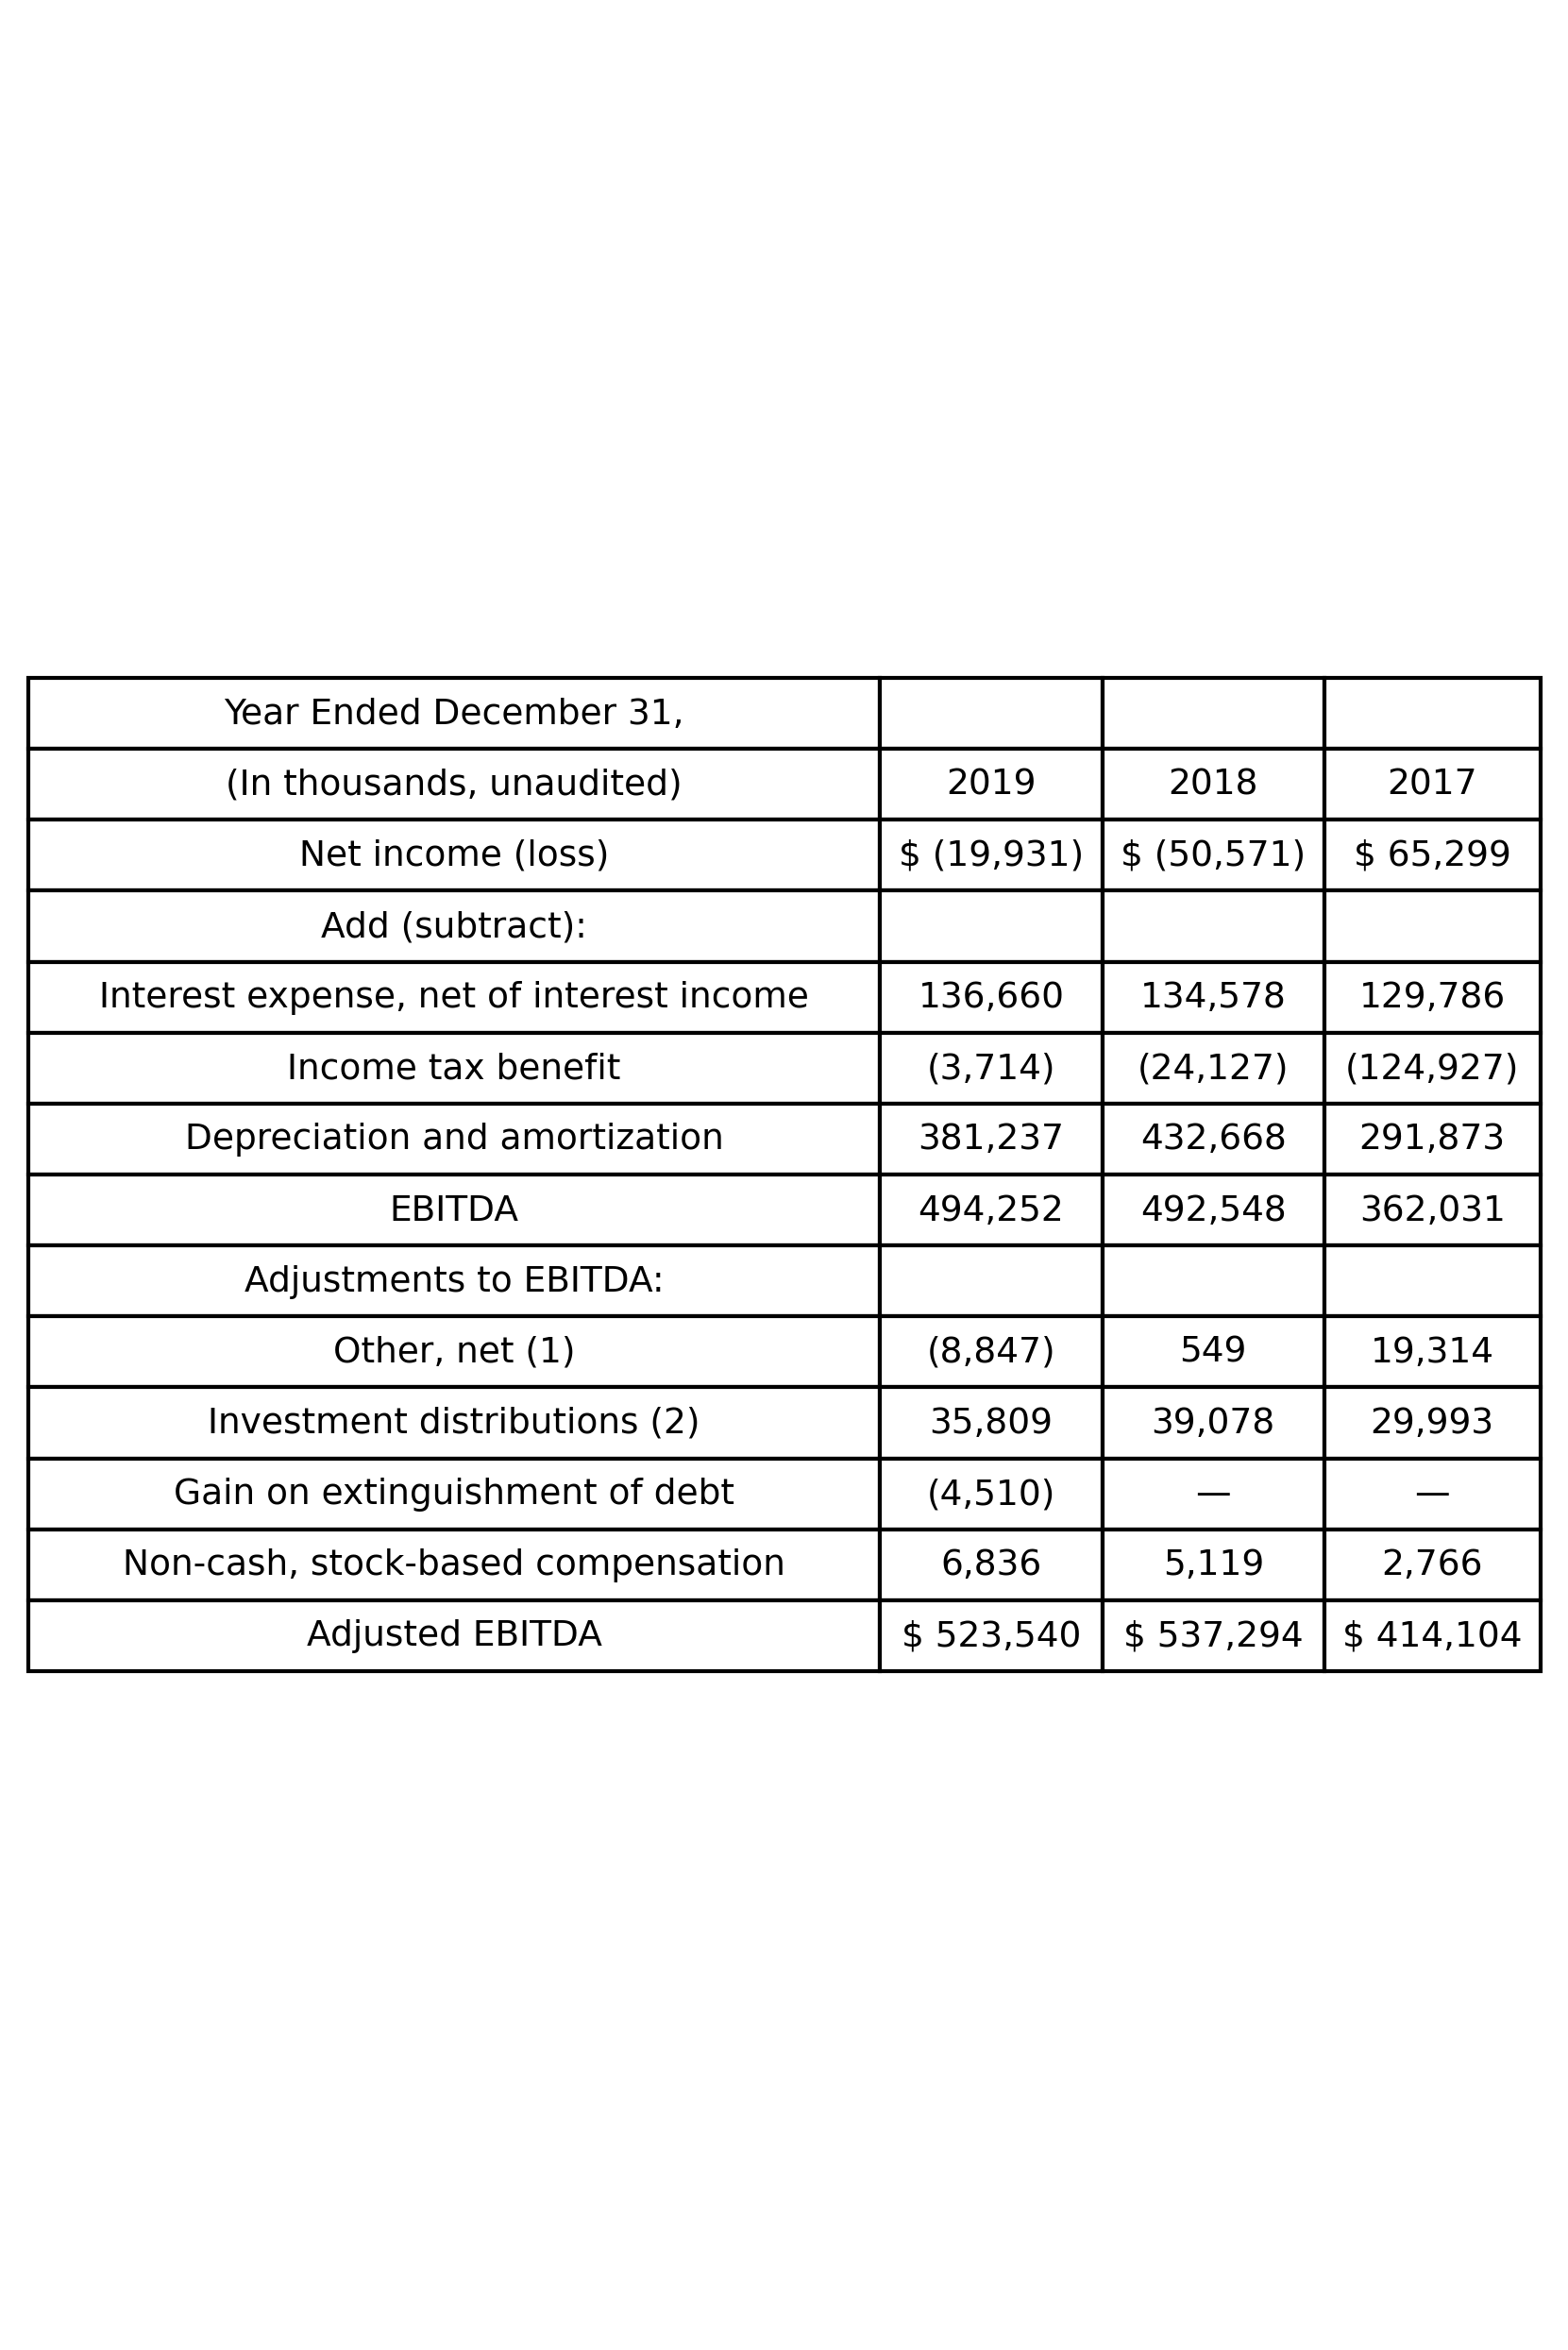 Year Ended December 31,
(In thousands, unaudited) 2019 2018 2017
Net income (loss) $ (19,931) $ (50,571) $ 65,299
Add (subtract):
Interest expense, net of interest income 136,660 134,578 129,786
Income tax benefit (3,714) (24,127) (124,927)
Depreciation and amortization 381,237 432,668 291,873
EBITDA 494,252 492,548 362,031
Adjustments to EBITDA:
Other, net (1) (8,847) 549 19,314
Investment distributions (2) 35,809 39,078 29,993
Gain on extinguishment of debt (4,510) — —
Non-cash, stock-based compensation 6,836 5,119 2,766
Adjusted EBITDA $ 523,540 $ 537,294 $ 414,104